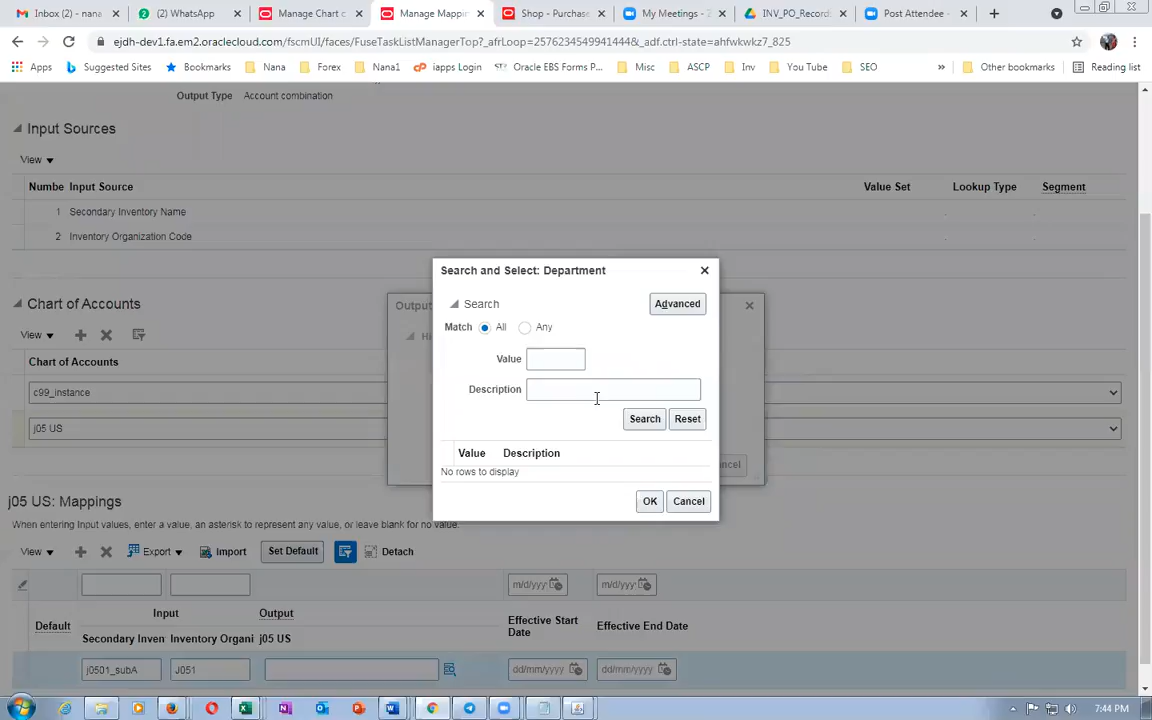 Inbox (2) - nana
(2) WhatsApp
Manage Chart c
Manage Mappin
Shop - Purchase
My Meetings - Z
INV_PO_Record
Post Attendee -
ejdh-dev1.fa.em2.oraclecloud.com/fscmUI/faces/FuseTaskListManagerTop?_afrLoop=2576234549941444&_adf.ctrl-state=ahfwkwkz7_825
Apps
Suggested Sites
Bookmarks
Nana
Forex
Nana1
iapps Login
Oracle EBS Forms P...
Misc
ASCP
Inv
You Tube
SEO
»
Other bookmarks
Reading list
Output Type Account combination
Input Sources
View
Numbe Input Source Value Set Lookup Type Segment
1 Secondary Inventory Name
2 Inventory Organization Code
Search and Select: Department
Search
Advanced
Match All Any
Value
Description
Search Reset
Value Description
No rows to display
OK Cancel
Chart of Accounts
Outpu
View
Hi
Chart of Accounts
c99_instance
j05 US
ncel
j05 US: Mappings
When entering Input values, enter a value, an asterisk to represent any value, or leave blank for no value.
View Export Import Set Default Detach
m/d/yyy m/d/yyy
Input Output
Default
Effective Start Date
Effective End Date
Secondary Inven Inventory Organi j05 US
j0501_subA J051 dd/mm/yyyy dd/mm/yyyy
7:44 PM